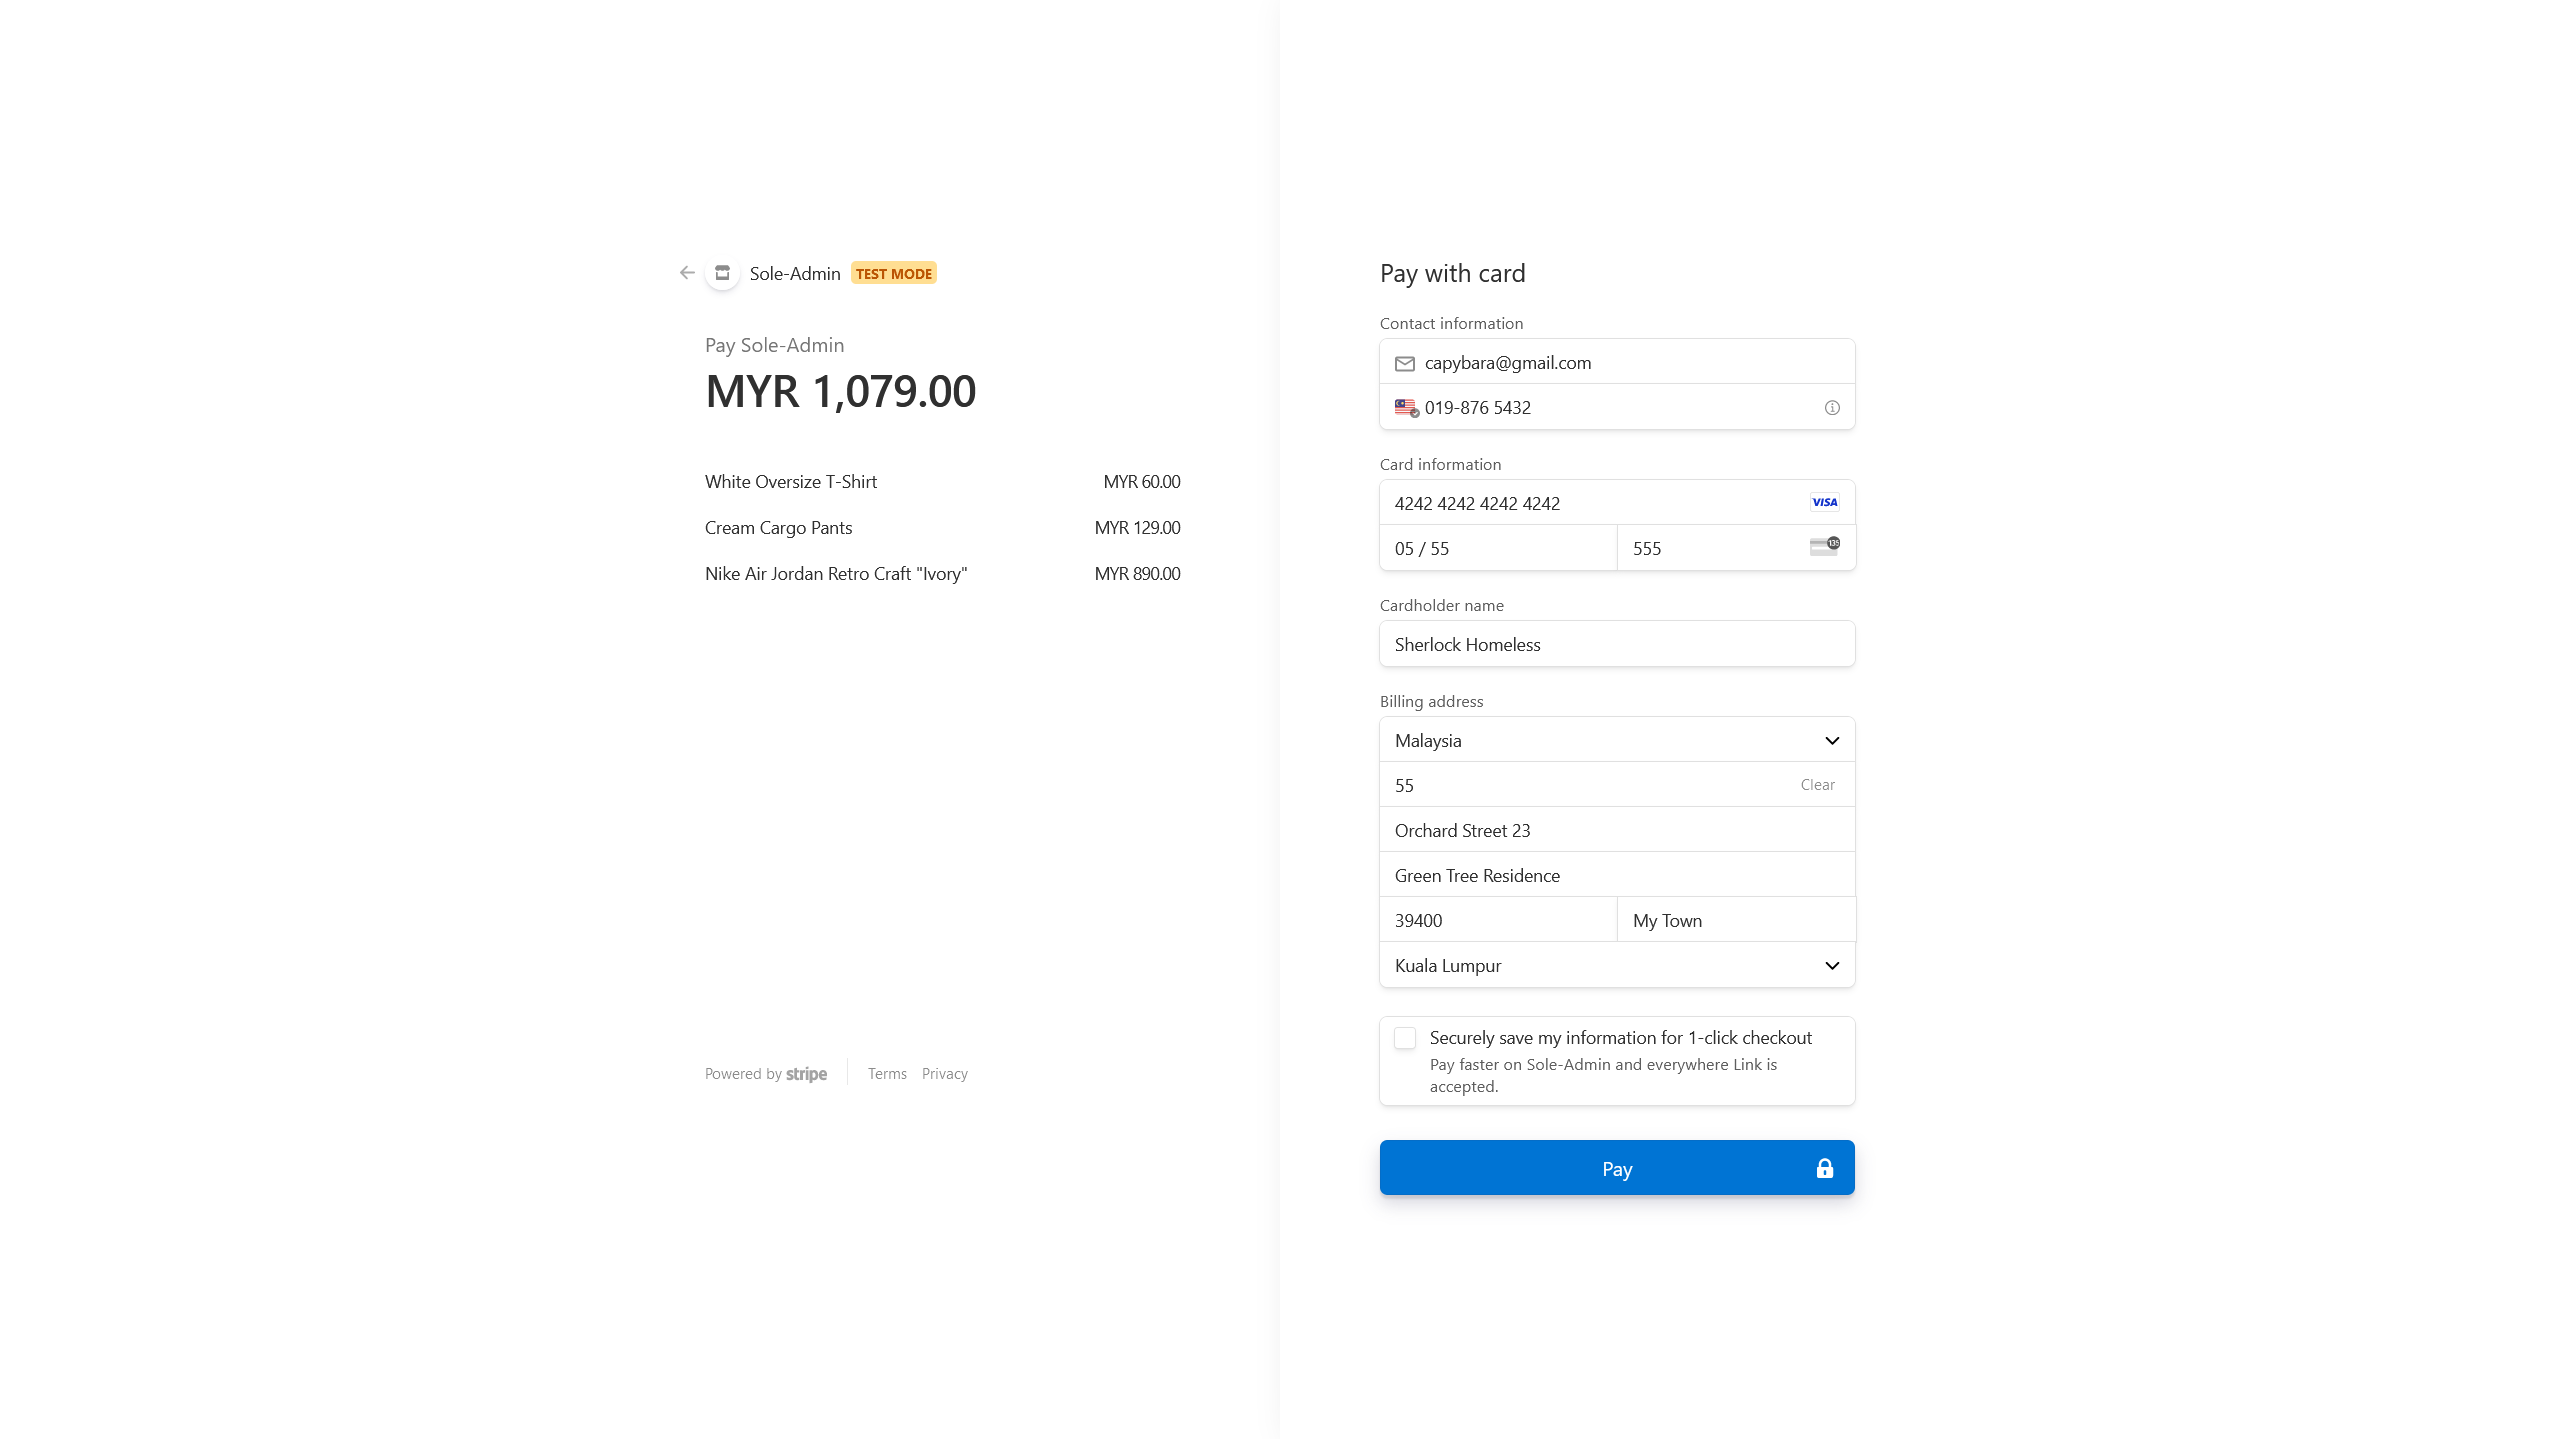 Sole-Admin TEST MODE
Pay Sole-Admin
MYR 1,079.00
White Oversize T-Shirt MYR 60.00
Cream Cargo Pants MYR 129.00
Nike Air Jordan Retro Craft "Ivory" MYR 890.00
Powered by stripe Terms Privacy
Pay with card
Contact information
capybara@gmail.com
019-876 5432
Card information
4242 4242 4242 4242 VISA
05 / 55 555 135
Cardholder name
Sherlock Homeless
Billing address
Malaysia
55 Clear
Orchard Street 23
Green Tree Residence
39400 My Town
Kuala Lumpur
Securely save my information for 1-click checkout
Pay faster on Sole-Admin and everywhere Link is
accepted.
Pay